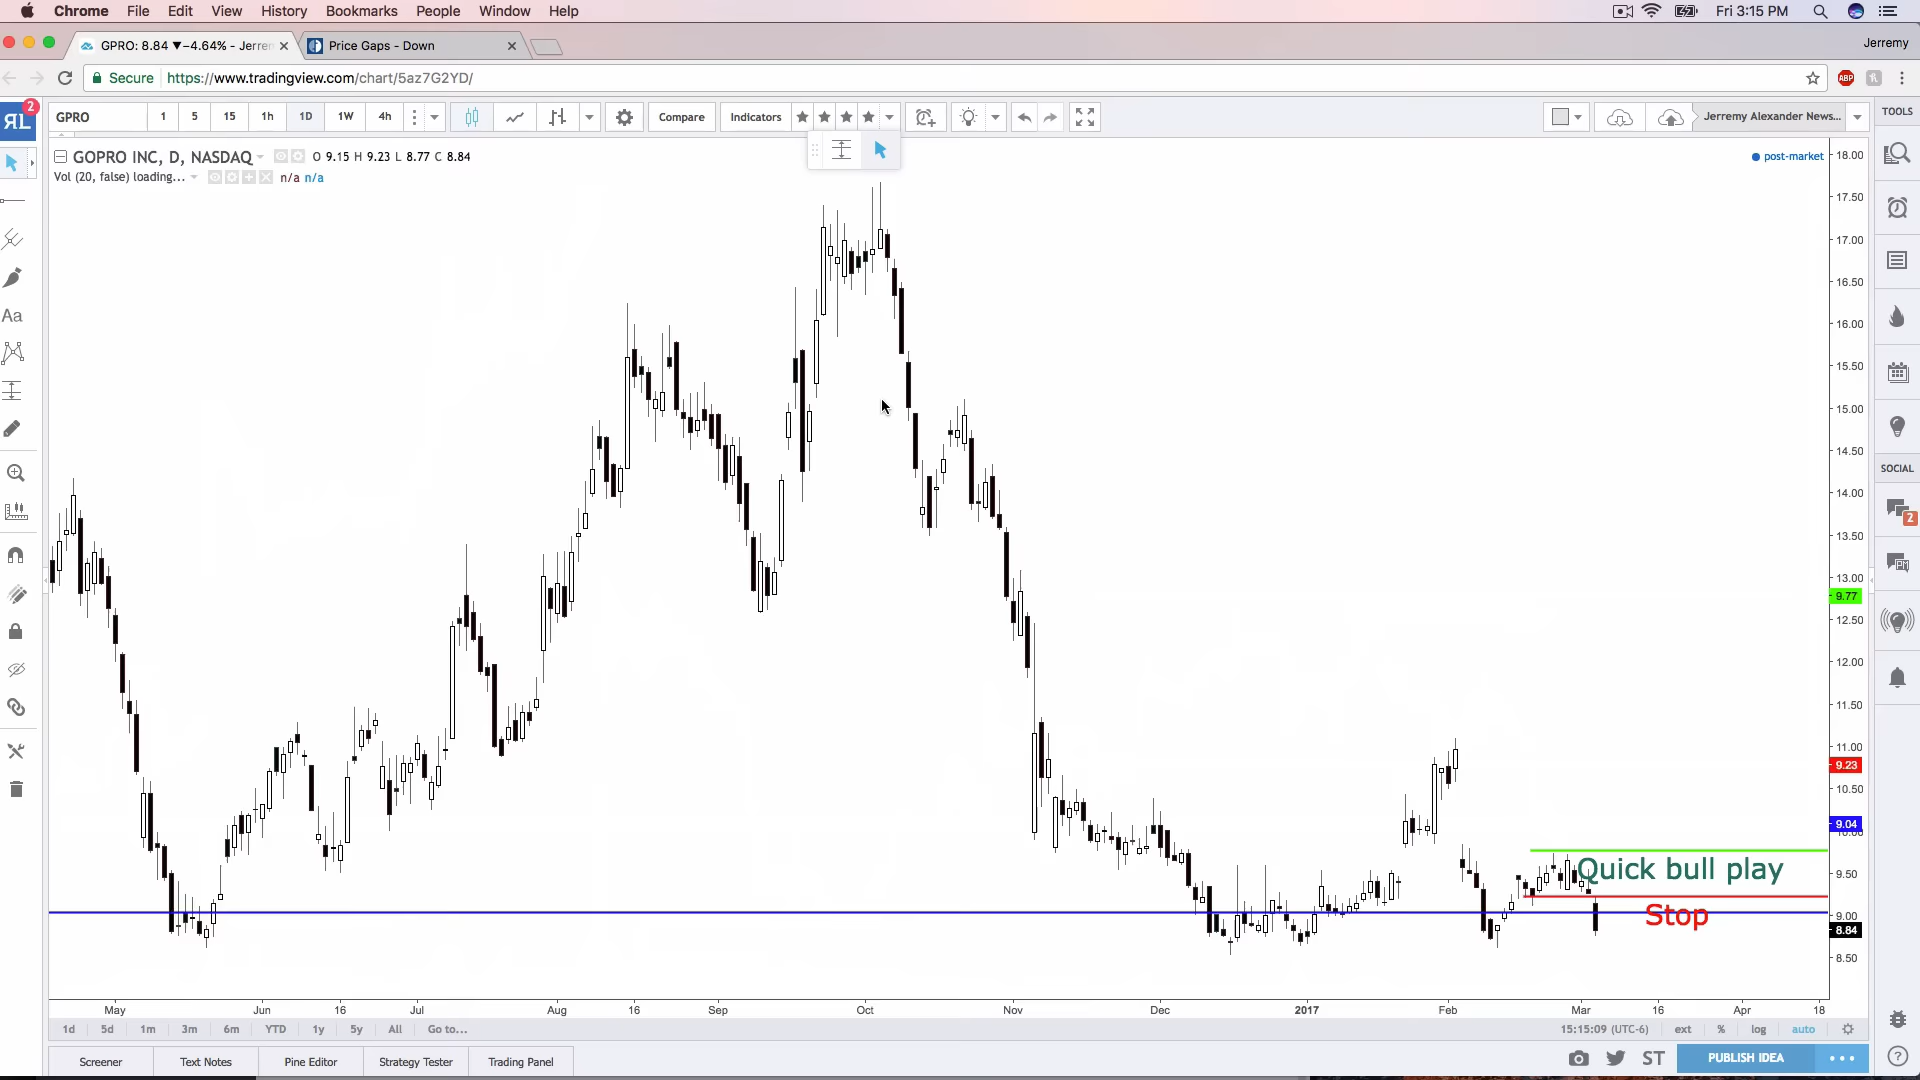 Chrome File Edit View History Bookmarks People Window Help Fri 3:15 PM
GPRO: 8.84 ▼−4.64% - Jerre Price Gaps - Down Jerremy
Secure https://www.tradingview.com/chart/5az7G2YD/ ABP
ЯL 2
GPRO 1 5 15 1h 1D 1W 4h Compare Indicators Jerremy Alexander News... TOOLS
GOPRO INC, D, NASDAQ O 9.15 H 9.23 L 8.77 C 8.84 post-market
Vol (20, false) loading... n/a n/a
18.00
17.50
17.00
16.50
16.00
15.50
15.00
14.50
14.00
13.50
13.00
9.77
12.50
12.00
11.50
11.00
9.23
10.50
9.04
10.00
9.50
9.00
8.84
8.50
Aa
SOCIAL
2
Quick bull play
Stop
May Jun 16 Jul Aug 16 Sep Oct Nov Dec 2017 Feb Mar 16 Apr 18
1d 5d 1m 3m 6m YTD 1y 5y All Go to... 15:15:09 (UTC-6) ext % log auto
Screener Text Notes Pine Editor Strategy Tester Trading Panel ST PUBLISH IDEA